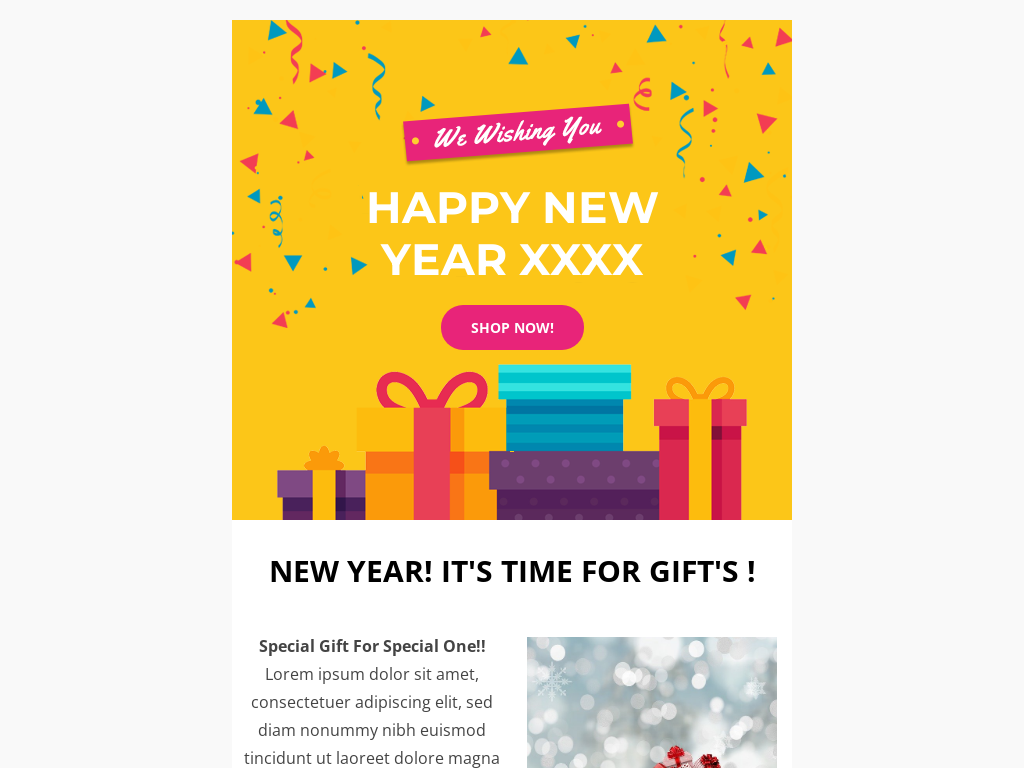 We Wishing You
HAPPY NEW
YEAR XXXX
SHOP NOW!
NEW YEAR! IT'S TIME FOR GIFT'S !
Special Gift For Special One!!
Lorem ipsum dolor sit amet,
consectetuer adipiscing elit, sed
diam nonummy nibh euismod
tincidunt ut laoreet dolore magna